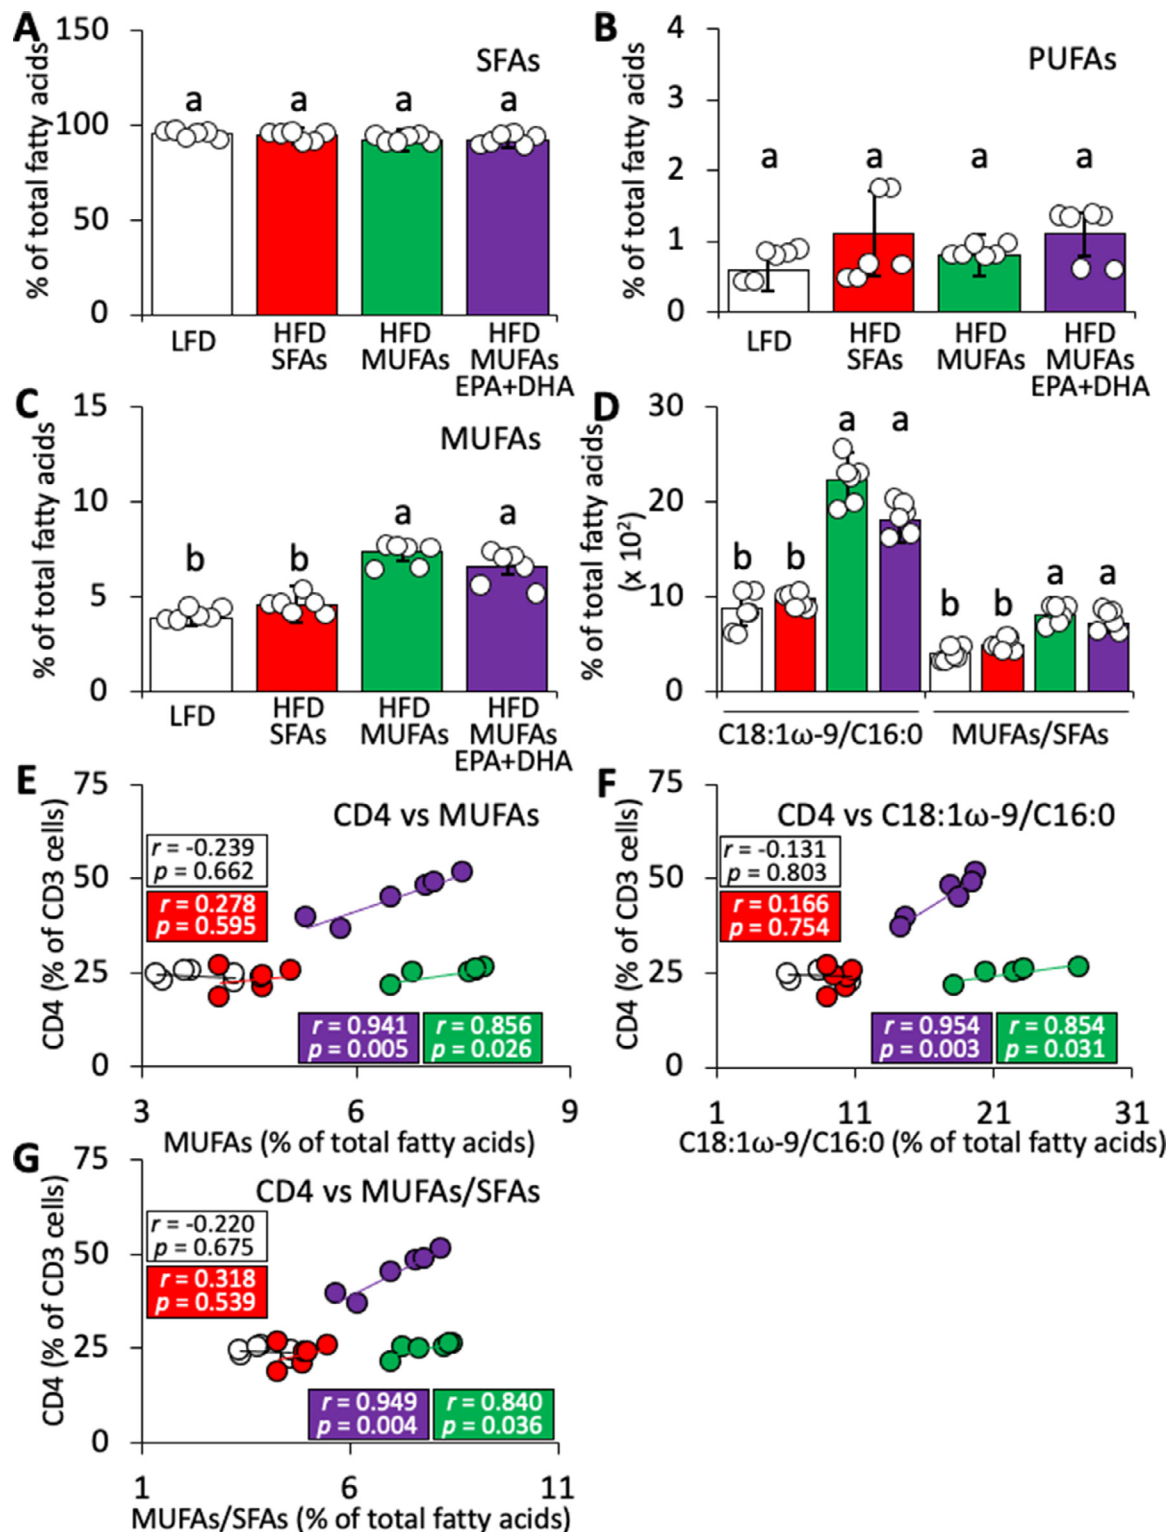 A
% of total fatty acids
150
100
50
0
SFAs
a a a a
LFD
HFD
SFAs
HFD
MUFAs
HFD
MUFAs
EPA+DHA
B
% of total fatty acids
4
3
2
1
0
PUFAs
a a a a
LFD
HFD
SFAs
HFD
MUFAs
HFD
MUFAs
EPA+DHA
C
% of total fatty acids
15
10
5
0
MUFAs
b b a a
LFD
HFD
SFAs
HFD
MUFAs
HFD
MUFAs
EPA+DHA
D
% of total fatty acids
(x 10²)
30
20
10
0
b b a a
b b a a
C18:1ω-9/C16:0
MUFAs/SFAs
E
CD4 (% of CD3 cells)
75
50
25
0
CD4 vs MUFAs
r = -0.239
p = 0.662
r = 0.278
p = 0.595
r = 0.941
p = 0.005
r = 0.856
p = 0.026
3 6 9
MUFAs (% of total fatty acids)
F
CD4 (% of CD3 cells)
75
50
25
0
CD4 vs C18:1ω-9/C16:0
r = -0.131
p = 0.803
r = 0.166
p = 0.754
r = 0.954
p = 0.003
r = 0.854
p = 0.031
1 11 21 31
C18:1ω-9/C16:0 (% of total fatty acids)
G
CD4 (% of CD3 cells)
75
50
25
0
CD4 vs MUFAs/SFAs
r = -0.220
p = 0.675
r = 0.318
p = 0.539
r = 0.949
p = 0.004
r = 0.840
p = 0.036
1 6 11
MUFAs/SFAs (% of total fatty acids)